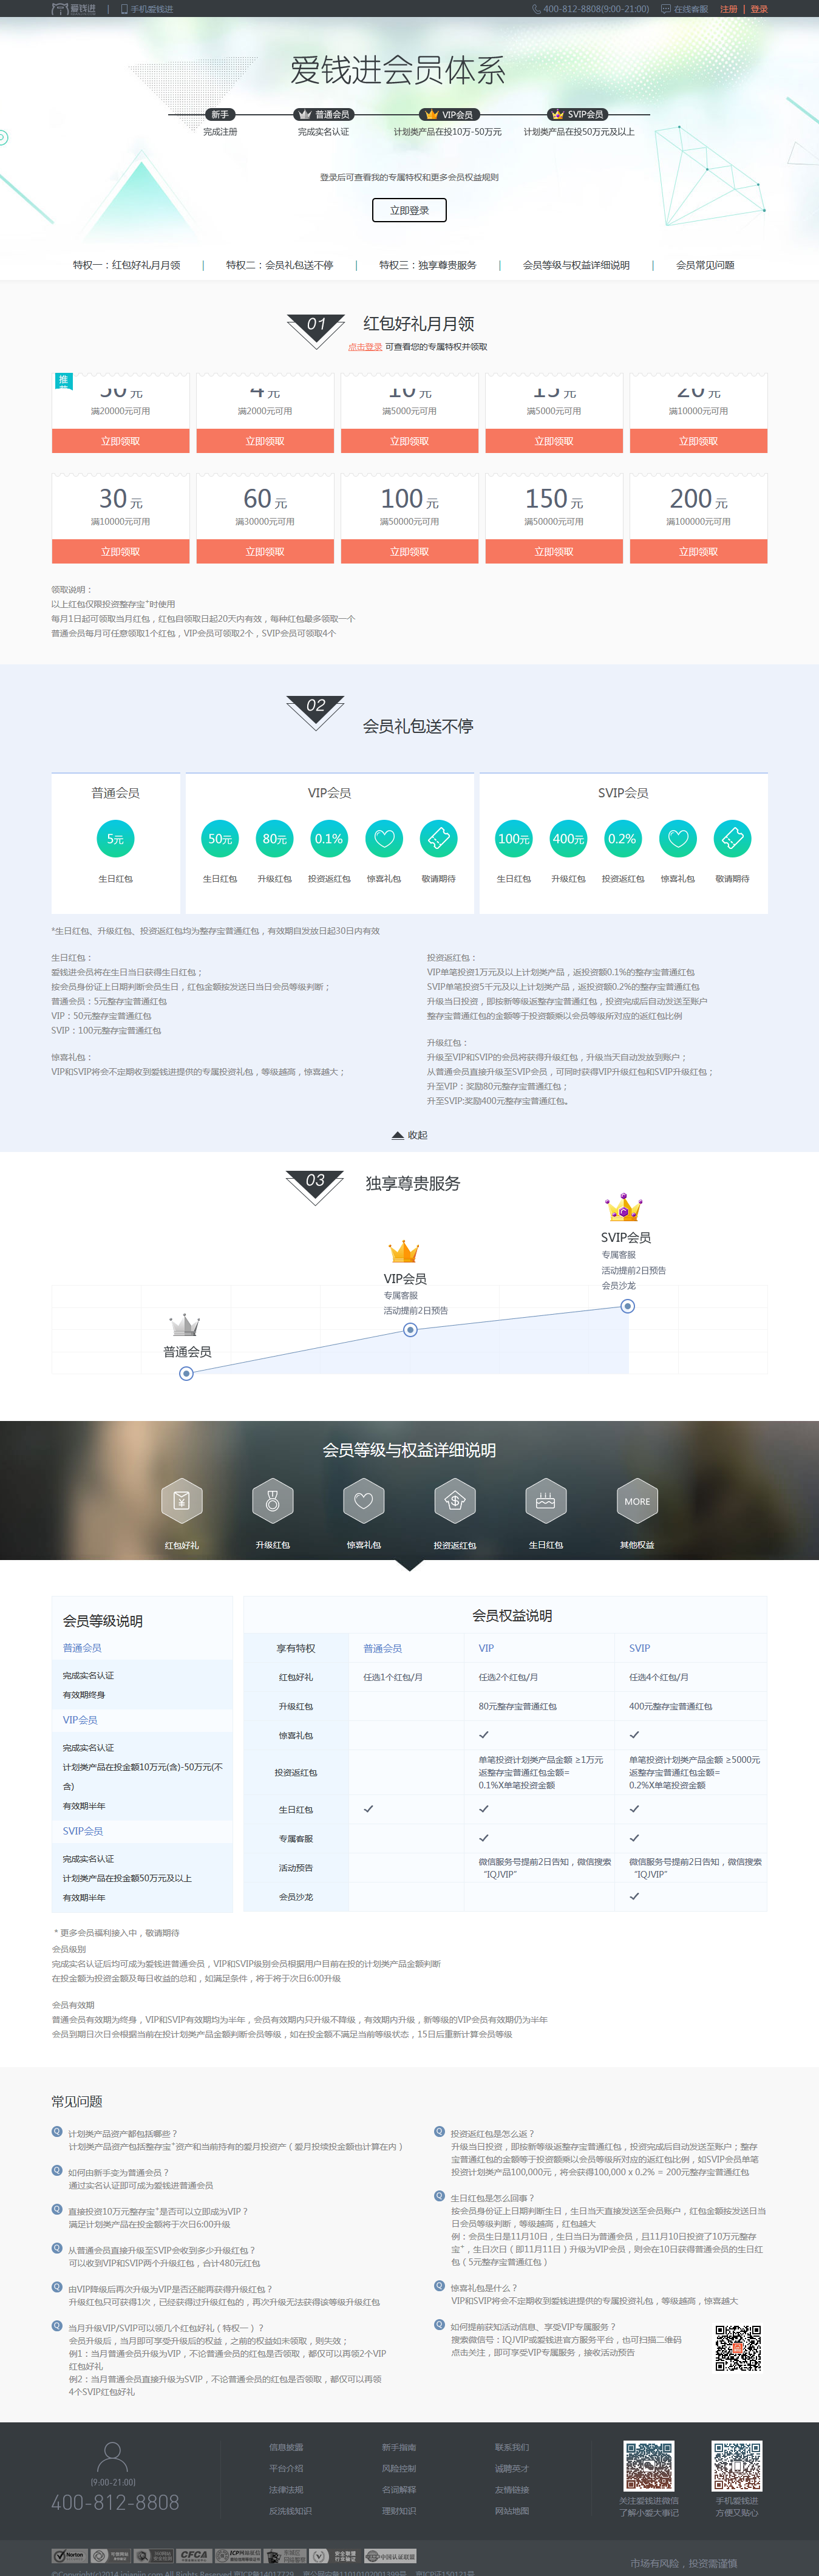 爱钱进 | 手机爱钱进
400-812-8808(9:00-21:00) 在线客服 注册 | 登录
爱钱进会员体系
新手 普通会员 VIP会员 SVIP会员
完成注册 完成实名认证 计划类产品在投10万-50万元 计划类产品在投50万元及以上
登录后可查看我的专属特权和更多会员权益规则
立即登录
特权一：红包好礼月月领 | 特权二：会员礼包送不停 | 特权三：独享尊贵服务 | 会员等级与权益详细说明 | 会员常见问题
01 红包好礼月月领
点击登录 可查看您的专属特权并领取
50元 4元 10元 15元 20元
满20000元可用 满2000元可用 满5000元可用 满5000元可用 满10000元可用
立即领取 立即领取 立即领取 立即领取 立即领取
30元 60元 100元 150元 200元
满10000元可用 满30000元可用 满50000元可用 满50000元可用 满100000元可用
立即领取 立即领取 立即领取 立即领取 立即领取
领取说明：
以上红包仅限投资整存宝+时使用
每月1日起可领取当月红包，红包自领取日起20天内有效，每种红包最多领取一个
普通会员每月可任意领取1个红包，VIP会员可领取2个，SVIP会员可领取4个
02 会员礼包送不停
普通会员 VIP会员 SVIP会员
5元 50元 80元 0.1% 100元 400元 0.2%
生日红包 生日红包 升级红包 投资返红包 惊喜礼包 敬请期待 生日红包 升级红包 投资返红包 惊喜礼包 敬请期待
*生日红包、升级红包、投资返红包均为整存宝普通红包，有效期自发放日起30日内有效
生日红包：
爱钱进会员将在生日当日获得生日红包；
按会员身份证上日期判断会员生日，红包金额按发送日当日会员等级判断；
普通会员：5元整存宝普通红包
VIP：50元整存宝普通红包
SVIP：100元整存宝普通红包
惊喜礼包：
VIP和SVIP将会不定期收到爱钱进提供的专属投资礼包，等级越高，惊喜越大；
投资返红包：
VIP单笔投资1万元及以上计划类产品，返投资额0.1%的整存宝普通红包
SVIP单笔投资5千元及以上计划类产品，返投资额0.2%的整存宝普通红包
升级当日投资，即按新等级返整存宝普通红包，投资完成后自动发送至账户
整存宝普通红包的金额等于投资额乘以会员等级所对应的返红包比例
升级红包：
升级至VIP和SVIP的会员将获得升级红包，升级当天自动发放到账户；
从普通会员直接升级至SVIP会员，可同时获得VIP升级红包和SVIP升级红包；
升至VIP：奖励80元整存宝普通红包；
升至SVIP:奖励400元整存宝普通红包。
收起
03 独享尊贵服务
SVIP会员
专属客服
活动提前2日预告
会员沙龙
VIP会员
专属客服
活动提前2日预告
普通会员
会员等级与权益详细说明
MORE
红包好礼 升级红包 惊喜礼包 投资返红包 生日红包 其他权益
会员等级说明
普通会员
完成实名认证
有效期终身
VIP会员
完成实名认证
计划类产品在投金额10万元(含)-50万元(不
含)
有效期半年
SVIP会员
完成实名认证
计划类产品在投金额50万元及以上
有效期半年
会员权益说明
享有特权 普通会员 VIP SVIP
红包好礼 任选1个红包/月 任选2个红包/月 任选4个红包/月
升级红包 80元整存宝普通红包 400元整存宝普通红包
惊喜礼包 ✓ ✓
投资返红包 单笔投资计划类产品金额 ≥1万元 单笔投资计划类产品金额 ≥5000元
返整存宝普通红包金额= 返整存宝普通红包金额=
0.1%X单笔投资金额 0.2%X单笔投资金额
生日红包 ✓ ✓ ✓
专属客服 ✓ ✓
活动预告 微信服务号提前2日告知，微信搜索 微信服务号提前2日告知，微信搜索
“IQJVIP” “IQJVIP”
会员沙龙 ✓
* 更多会员福利接入中，敬请期待
会员级别
完成实名认证后均可成为爱钱进普通会员，VIP和SVIP级别会员根据用户目前在投的计划类产品金额判断
在投金额为投资金额及每日收益的总和，如满足条件，将于将于次日6:00升级
会员有效期
普通会员有效期为终身，VIP和SVIP有效期均为半年，会员有效期内只升级不降级，有效期内升级，新等级的VIP会员有效期仍为半年
会员到期日次日会根据当前在投计划类产品金额判断会员等级，如在投金额不满足当前等级状态，15日后重新计算会员等级
常见问题
Q 计划类产品资产都包括哪些？
计划类产品资产包括整存宝+资产和当前持有的爱月投资产（爱月投续投金额也计算在内）
Q 如何由新手变为普通会员？
通过实名认证即可成为爱钱进普通会员
Q 直接投资10万元整存宝+是否可以立即成为VIP？
满足计划类产品在投金额将于次日6:00升级
Q 从普通会员直接升级至SVIP会收到多少升级红包？
可以收到VIP和SVIP两个升级红包，合计480元红包
Q 由VIP降级后再次升级为VIP是否还能再获得升级红包？
升级红包只可获得1次，已经获得过升级红包的，再次升级无法获得该等级升级红包
Q 当月升级VIP/SVIP可以领几个红包好礼（特权一）？
会员升级后，当月即可享受升级后的权益，之前的权益如未领取，则失效；
例1：当月普通会员升级为VIP，不论普通会员的红包是否领取，都仅可以再领2个VIP
红包好礼
例2：当月普通会员直接升级为SVIP，不论普通会员的红包是否领取，都仅可以再领
4个SVIP红包好礼
Q 投资返红包是怎么返？
升级当日投资，即按新等级返整存宝普通红包，投资完成后自动发送至账户；整存
宝普通红包的金额等于投资额乘以会员等级所对应的返红包比例，如SVIP会员单笔
投资计划类产品100,000元，将会获得100,000 x 0.2% = 200元整存宝普通红包
Q 生日红包是怎么回事？
按会员身份证上日期判断生日，生日当天直接发送至会员账户，红包金额按发送日当
日会员等级判断，等级越高，红包越大
例：会员生日是11月10日，生日当日为普通会员，且11月10日投资了10万元整存
宝+，生日次日（即11月11日）升级为VIP会员，则会在10日获得普通会员的生日红
包（5元整存宝普通红包）
Q 惊喜礼包是什么？
VIP和SVIP将会不定期收到爱钱进提供的专属投资礼包，等级越高，惊喜越大
Q 如何提前获知活动信息、享受VIP专属服务？
搜索微信号：IQJVIP或爱钱进官方服务平台，也可扫描二维码
点击关注，即可享受VIP专属服务，接收活动预告
(9:00-21:00)
400-812-8808
信息披露 新手指南 联系我们
平台介绍 风险控制 诚聘英才
法律法规 名词解释 友情链接
反洗钱知识 理财知识 网站地图
关注爱钱进微信
了解小爱大事记
手机爱钱进
方便又贴心
Norton CFCA
市场有风险，投资需谨慎